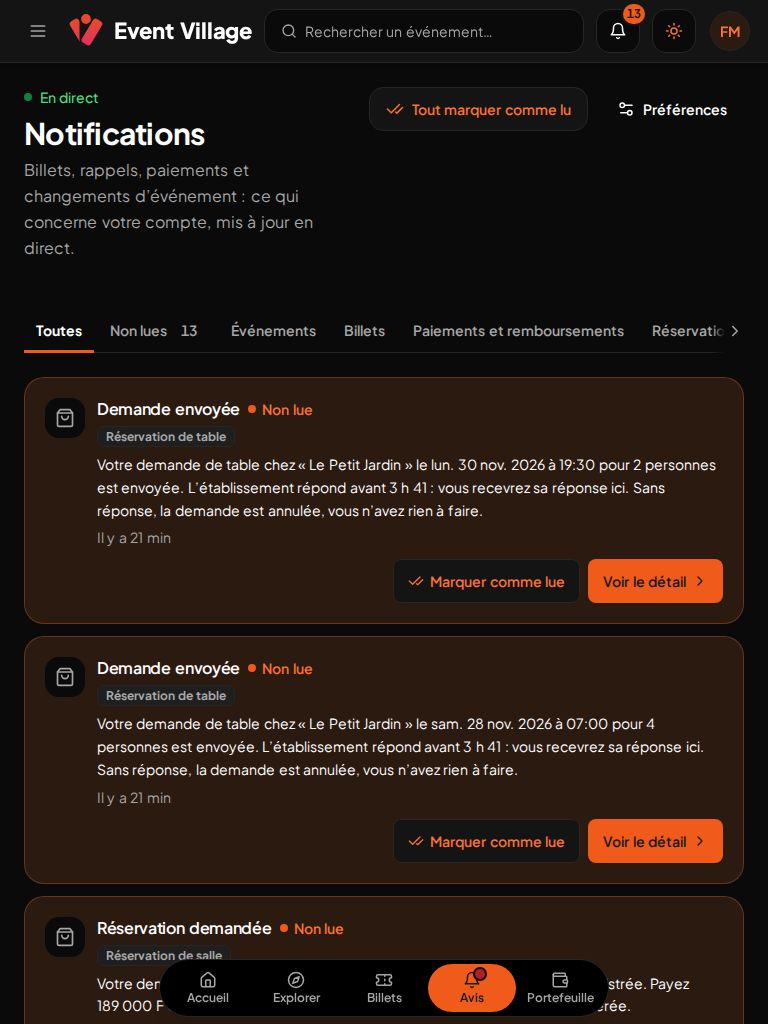 Event Village
Rechercher un événement…
13
FM
En direct
Notifications
Billets, rappels, paiements et
changements d’événement : ce qui
concerne votre compte, mis à jour en
direct.
Tout marquer comme lu
Préférences
Toutes
Non lues 13
Événements
Billets
Paiements et remboursements
Demande envoyée
Non lue
Réservation de table
Votre demande de table chez « Le Petit Jardin » le lun. 30 nov. 2026 à 19:30 pour 2 personnes
est envoyée. L’établissement répond avant 3 h 41 : vous recevrez sa réponse ici. Sans
réponse, la demande est annulée, vous n’avez rien à faire.
Il y a 21 min
Marquer comme lue
Voir le détail
Demande envoyée
Non lue
Réservation de table
Votre demande de table chez « Le Petit Jardin » le sam. 28 nov. 2026 à 07:00 pour 4
personnes est envoyée. L’établissement répond avant 3 h 41 : vous recevrez sa réponse ici.
Sans réponse, la demande est annulée, vous n’avez rien à faire.
Il y a 21 min
Marquer comme lue
Voir le détail
Réservation demandée
Non lue
Réservation de salle
Votre
Payez
189 000 F
Accueil
Explorer
Billets
Avis
Portefeuille